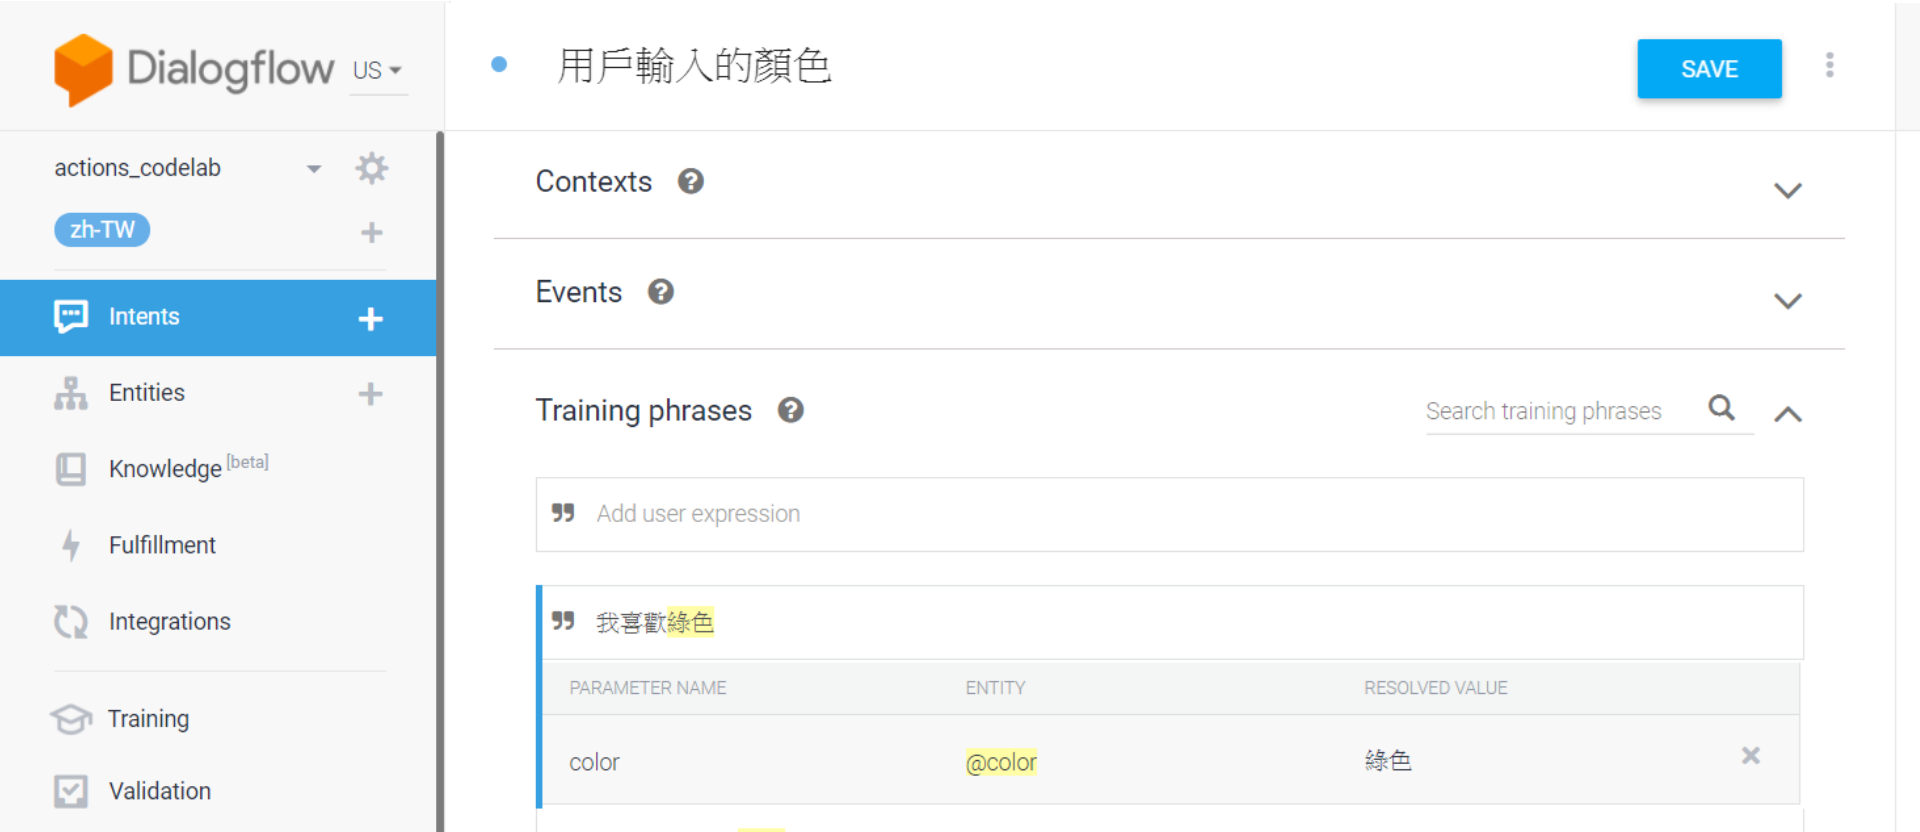 Dialogflow US
用戶輸入的顏色
SAVE
actions_codelab
zh-TW
Intents
Entities
Knowledge [beta]
Fulfillment
Integrations
Training
Validation
Contexts
Events
Training phrases
Search training phrases
Add user expression
我喜歡綠色
PARAMETER NAME ENTITY RESOLVED VALUE
color @color 綠色